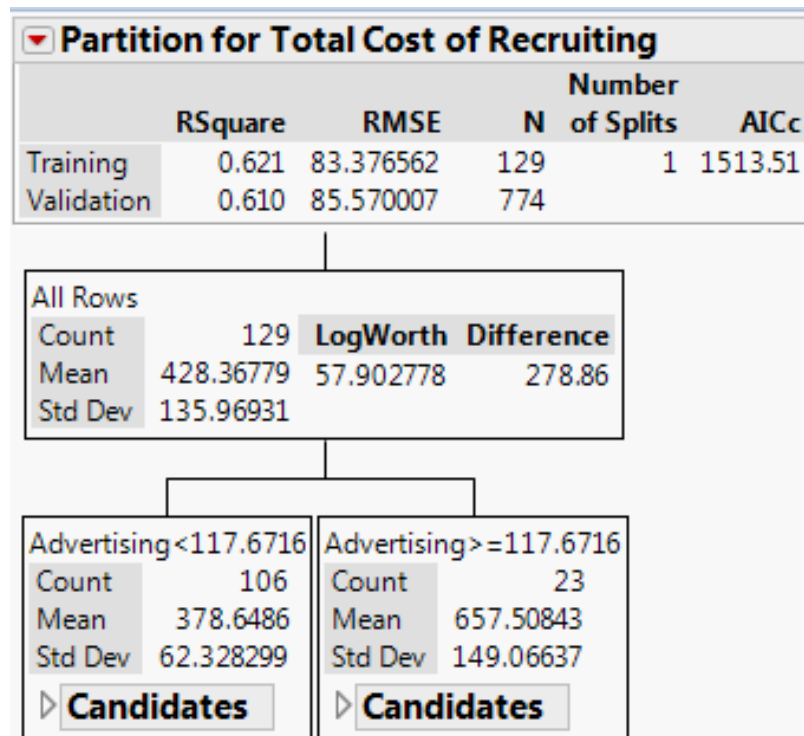 Partition for Total Cost of Recruiting
Number
RSquare RMSE N of Splits AICc
Training 0.621 83.376562 129 1 1513.51
Validation 0.610 85.570007 774
All Rows
Count 129 LogWorth Difference
Mean 428.36779 57.902778 278.86
Std Dev 135.96931
Advertising<117.6716 Advertising>=117.6716
Count 106 Count 23
Mean 378.6486 Mean 657.50843
Std Dev 62.328299 Std Dev 149.06637
Candidates Candidates